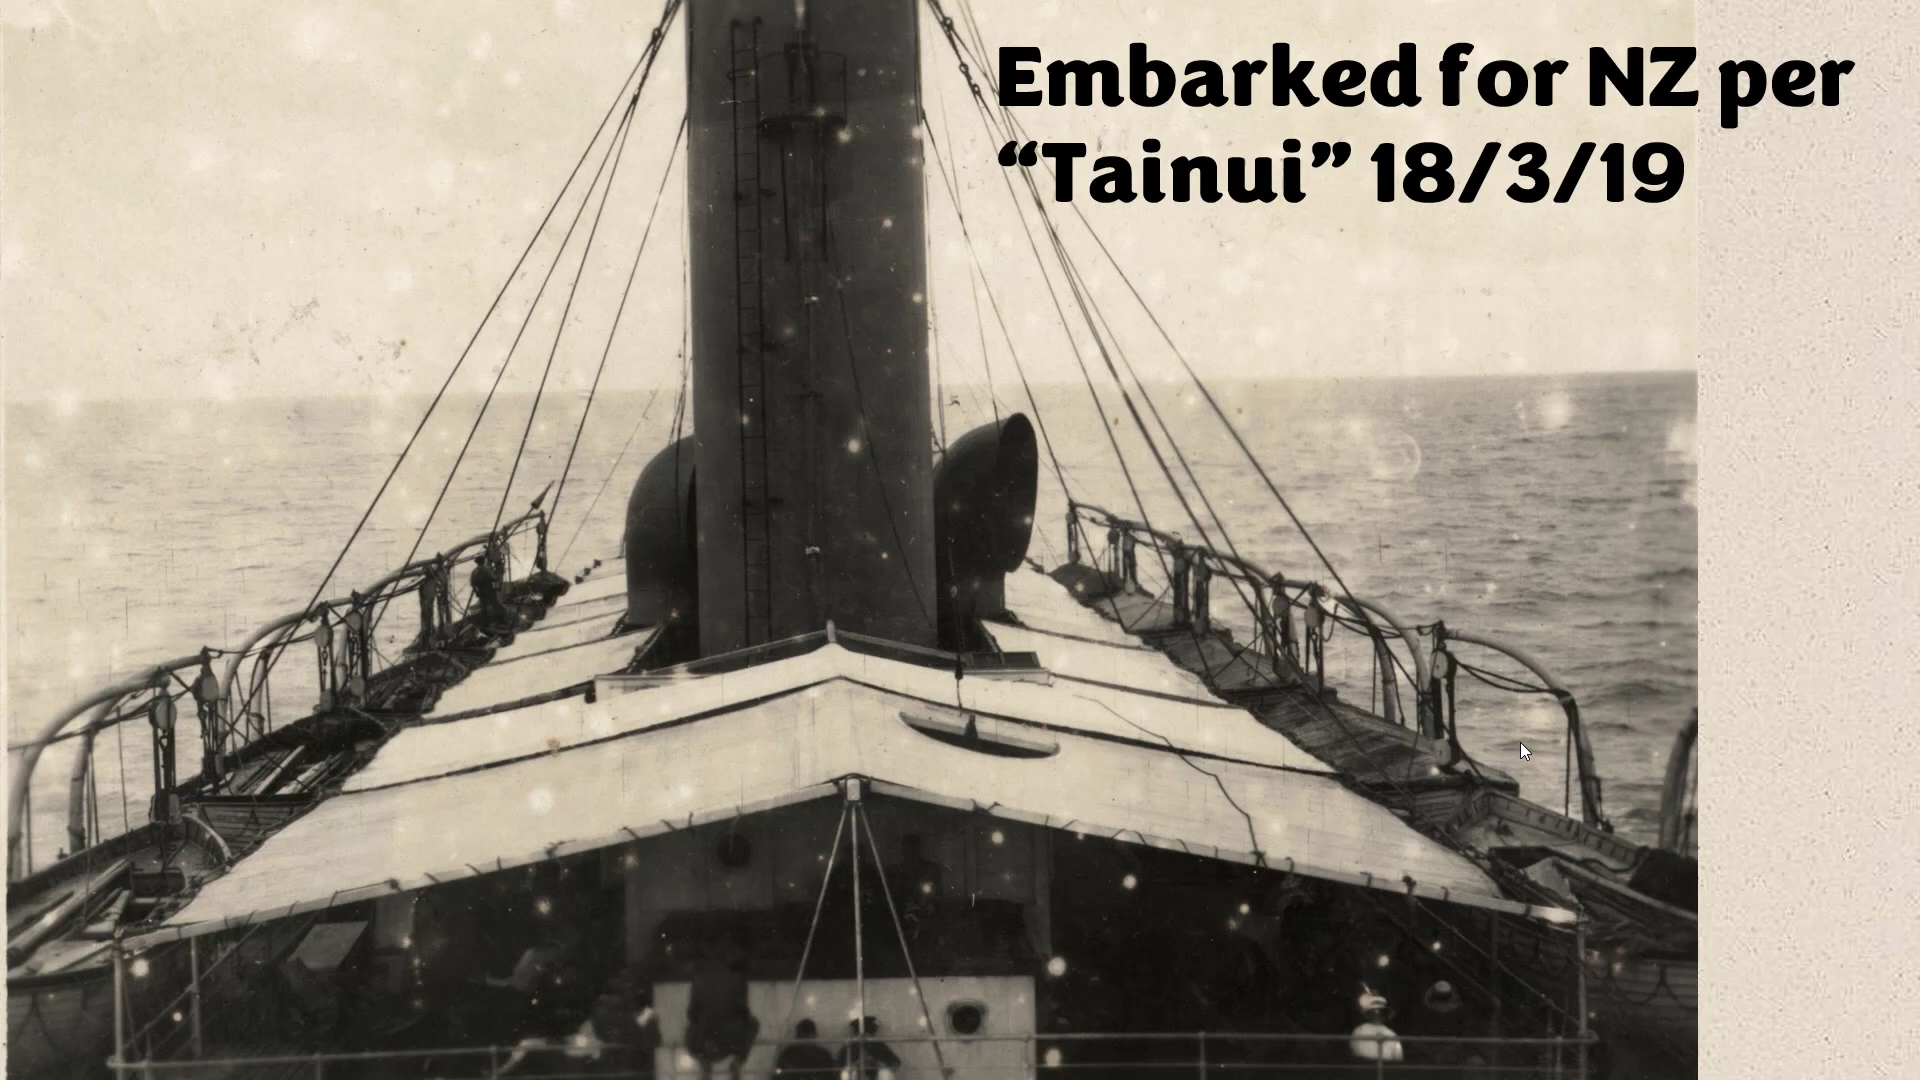 Embarked for NZ per
“Tainui” 18/3/19